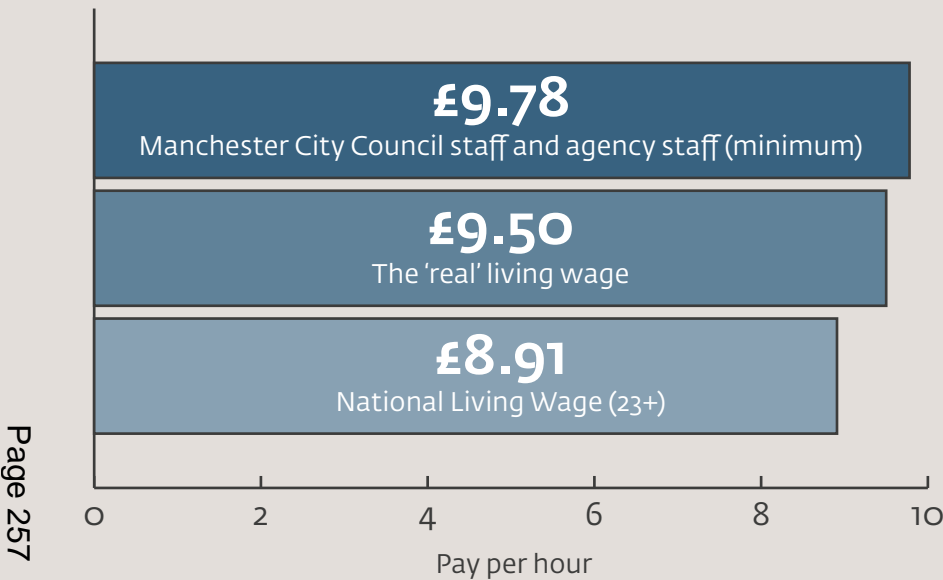 £9.78
Manchester City Council staff and agency staff (minimum)
£9.50
The ‘real’ living wage
£8.91
National Living Wage (23+)
0 2 4 6 8 10
Pay per hour
Page 257